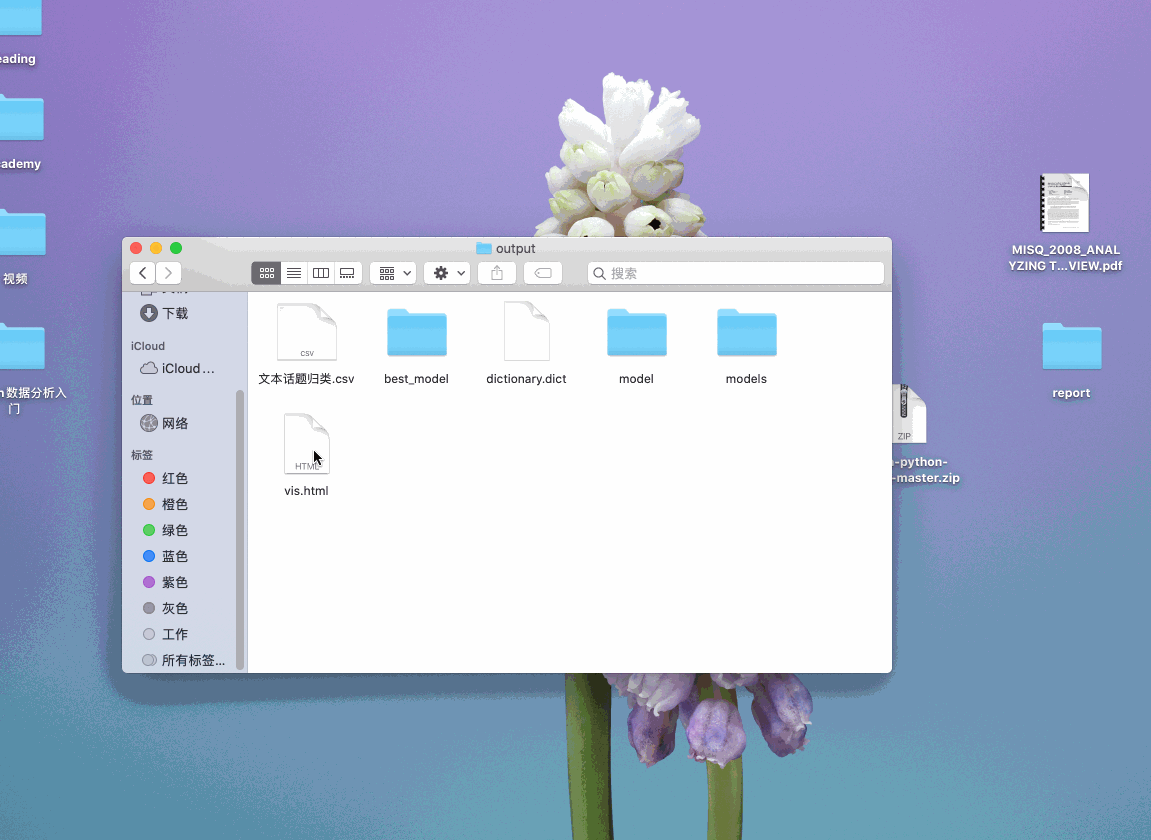 eading
ademy
视频
n数据分析入
门
output
搜索
下载
iCloud
iCloud...
位置
网络
标签
红色
橙色
绿色
蓝色
紫色
灰色
工作
所有标签...
CSV
文本话题归类.csv
best_model
dictionary.dict
model
models
HTML
vis.html
MISQ_2008_ANAL
YZING T...VIEW.pdf
report
ZIP
-python-
-master.zip